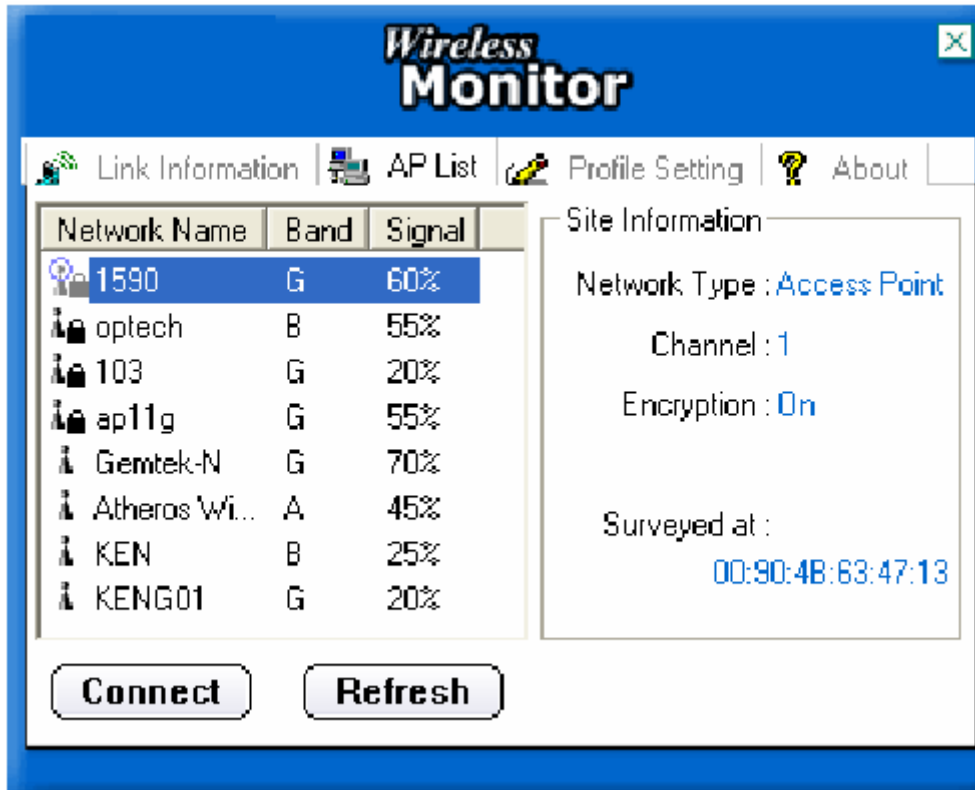 Wireless
Monitor
Link Information AP List Profile Setting About
Network Name Band Signal
1590 G 60%
optech B 55%
103 G 20%
ap11g G 55%
Gemtek-N G 70%
Atheros Wi... A 45%
KEN B 25%
KENG01 G 20%
Site Information
Network Type : Access Point
Channel : 1
Encryption : On
Surveyed at :
00:90:4B:63:47:13
Connect Refresh